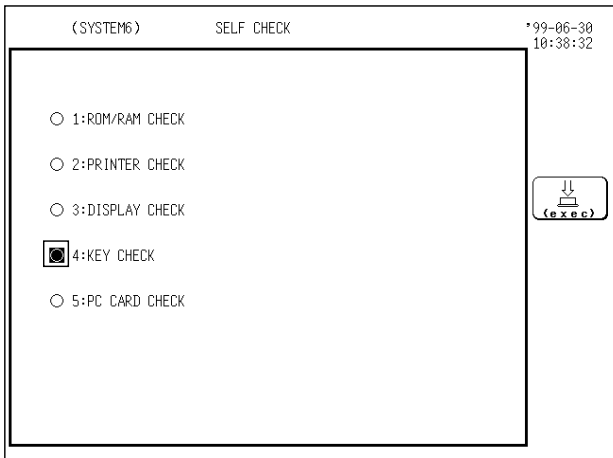 (SYSTEM6) SELF CHECK '99-06-30
10:38:32
1:ROM/RAM CHECK
2:PRINTER CHECK
3:DISPLAY CHECK
(exec)
4:KEY CHECK
5:PC CARD CHECK